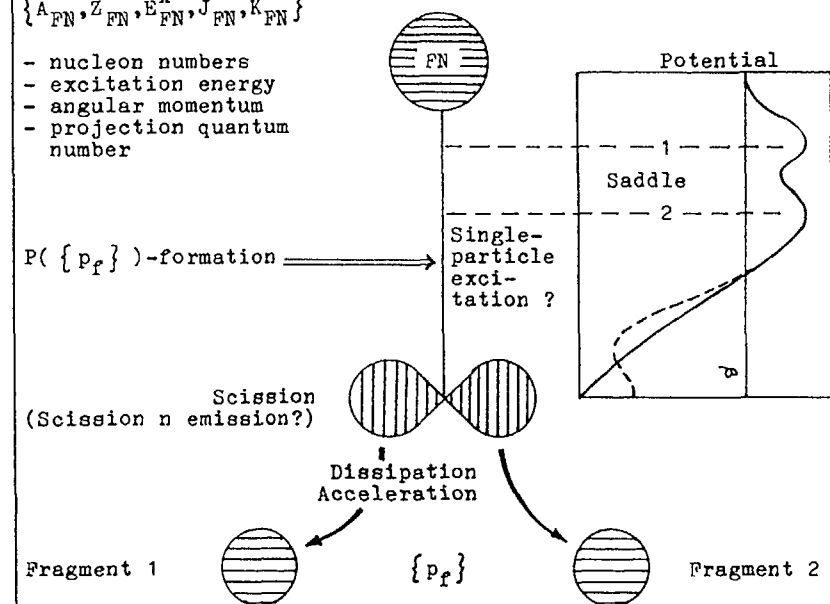 {A_FN, Z_FN, E*_FN, J_FN, K_FN}
- nucleon numbers
- excitation energy
- angular momentum
- projection quantum
number
FN
Potential
1
Saddle
2
P( { p_f } )-formation
Single-
particle
exci-
tation ?
Scission
(Scission n emission?)
Dissipation
Acceleration
Fragment 1
{ p_f }
Fragment 2